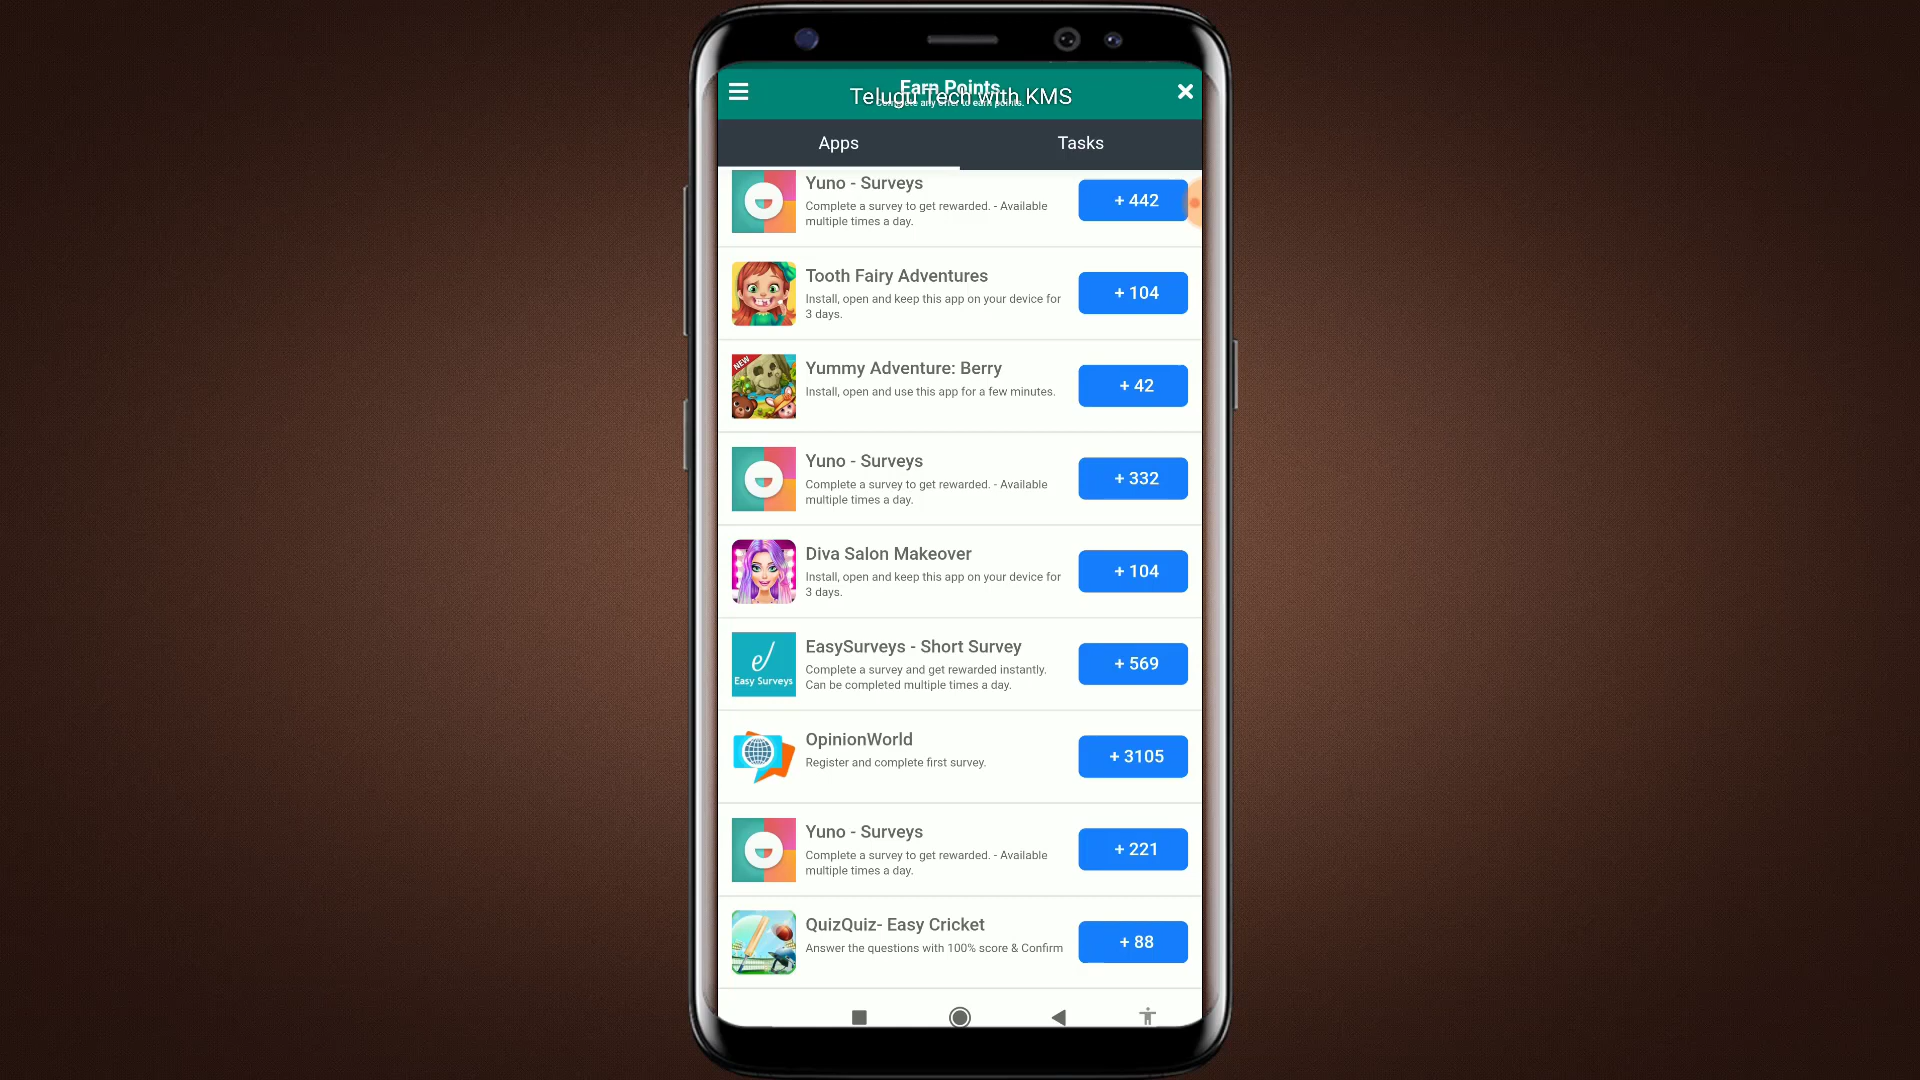 Earn Points
Telugu Tech with KMS
Complete any offer to earn points.
Apps
Tasks
Yuno - Surveys
Complete a survey to get rewarded. - Available
multiple times a day.
+ 442
Tooth Fairy Adventures
Install, open and keep this app on your device for
3 days.
+ 104
NEW
Yummy Adventure: Berry
Install, open and use this app for a few minutes.
+ 42
Yuno - Surveys
Complete a survey to get rewarded. - Available
multiple times a day.
+ 332
Diva Salon Makeover
Install, open and keep this app on your device for
3 days.
+ 104
e/
Easy Surveys
EasySurveys - Short Survey
Complete a survey and get rewarded instantly.
Can be completed multiple times a day.
+ 569
OpinionWorld
Register and complete first survey.
+ 3105
Yuno - Surveys
Complete a survey to get rewarded. - Available
multiple times a day.
+ 221
QuizQuiz- Easy Cricket
Answer the questions with 100% score & Confirm
+ 88